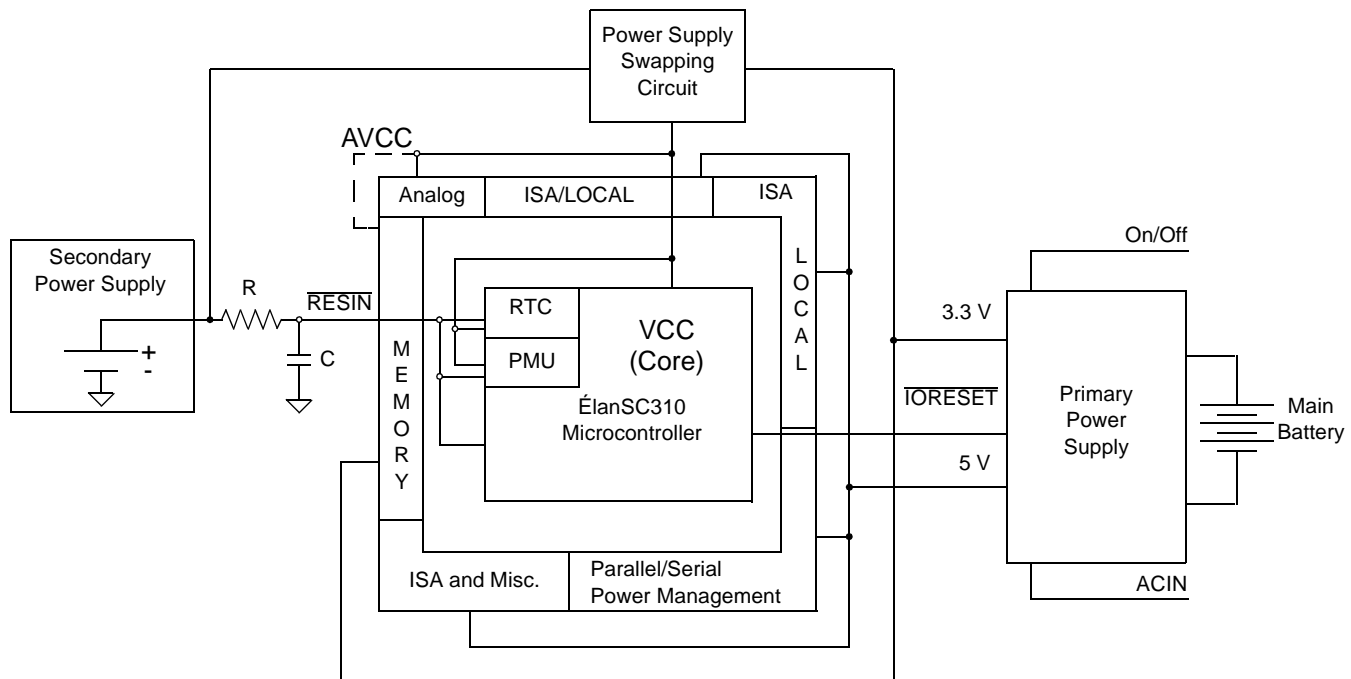 Power Supply
Swapping
Circuit
AVCC
Analog
ISA/LOCAL
ISA
On/Off
Secondary
Power Supply
+
-
R
C
RESIN
MEMORY
RTC
PMU
VCC
(Core)
ÉlanSC310
Microcontroller
LOCAL
3.3 V
IORESET
5 V
Primary
Power
Supply
Main
Battery
ISA and Misc.
Parallel/Serial
Power Management
ACIN